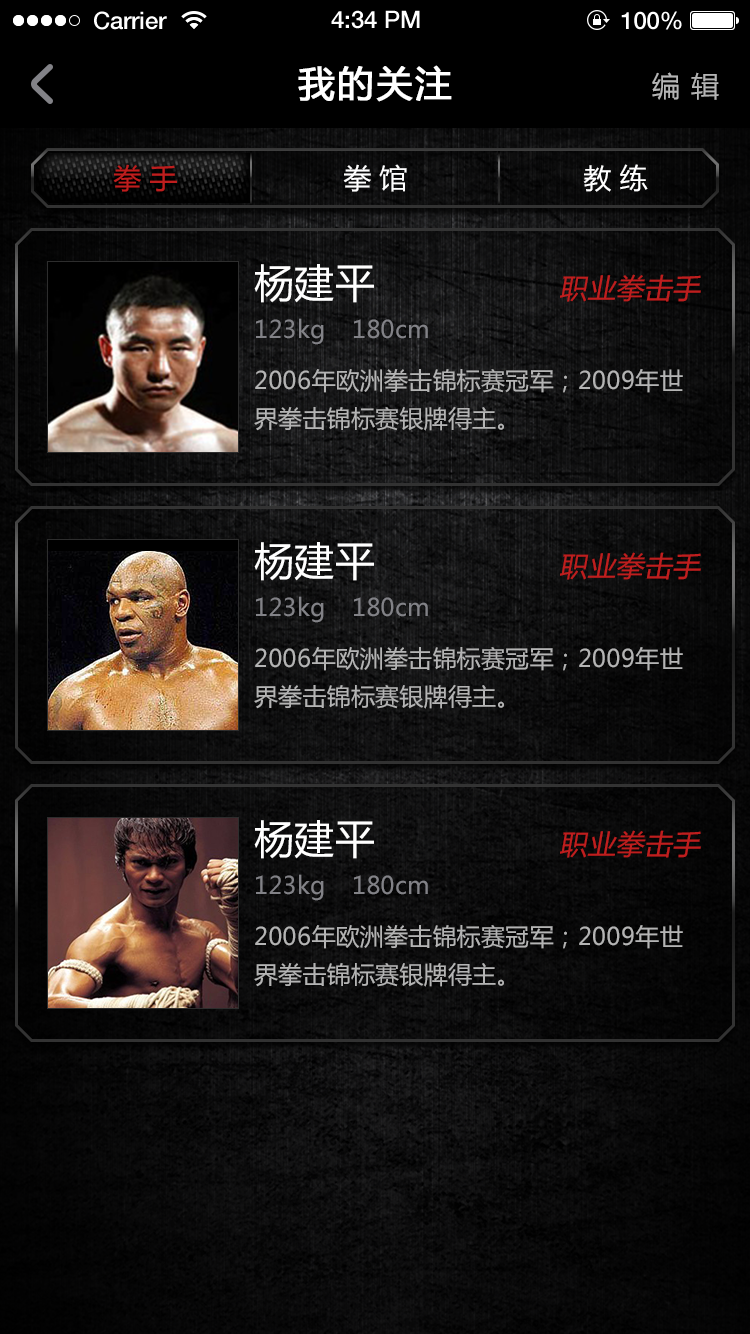 Carrier 4:34 PM 100%
我的关注 编 辑
拳 手 拳 馆 教 练
杨建平 职业拳击手
123kg 180cm
2006年欧洲拳击锦标赛冠军；2009年世
界拳击锦标赛银牌得主。
杨建平 职业拳击手
123kg 180cm
2006年欧洲拳击锦标赛冠军；2009年世
界拳击锦标赛银牌得主。
杨建平 职业拳击手
123kg 180cm
2006年欧洲拳击锦标赛冠军；2009年世
界拳击锦标赛银牌得主。